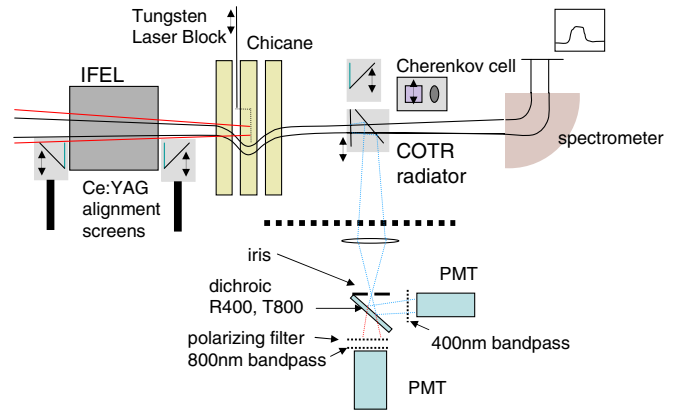 Tungsten
Laser Block
Chicane
IFEL
Cherenkov cell
spectrometer
COTR
radiator
Ce:YAG
alignment
screens
iris
dichroic
R400, T800
PMT
polarizing filter
800nm bandpass
400nm bandpass
PMT